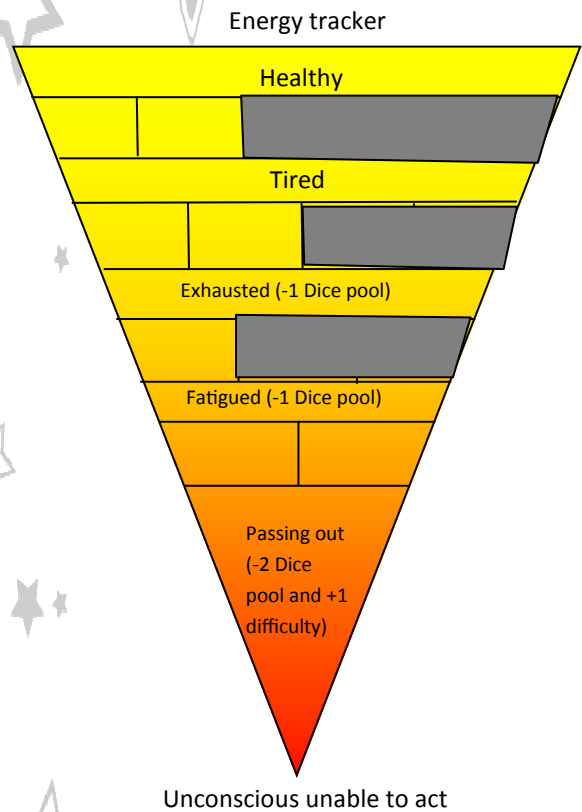 Energy tracker
Healthy
Tired
Exhausted (-1 Dice pool)
Fatigued (-1 Dice pool)
Passing out
(-2 Dice
pool and +1
difficulty)
Unconscious unable to act